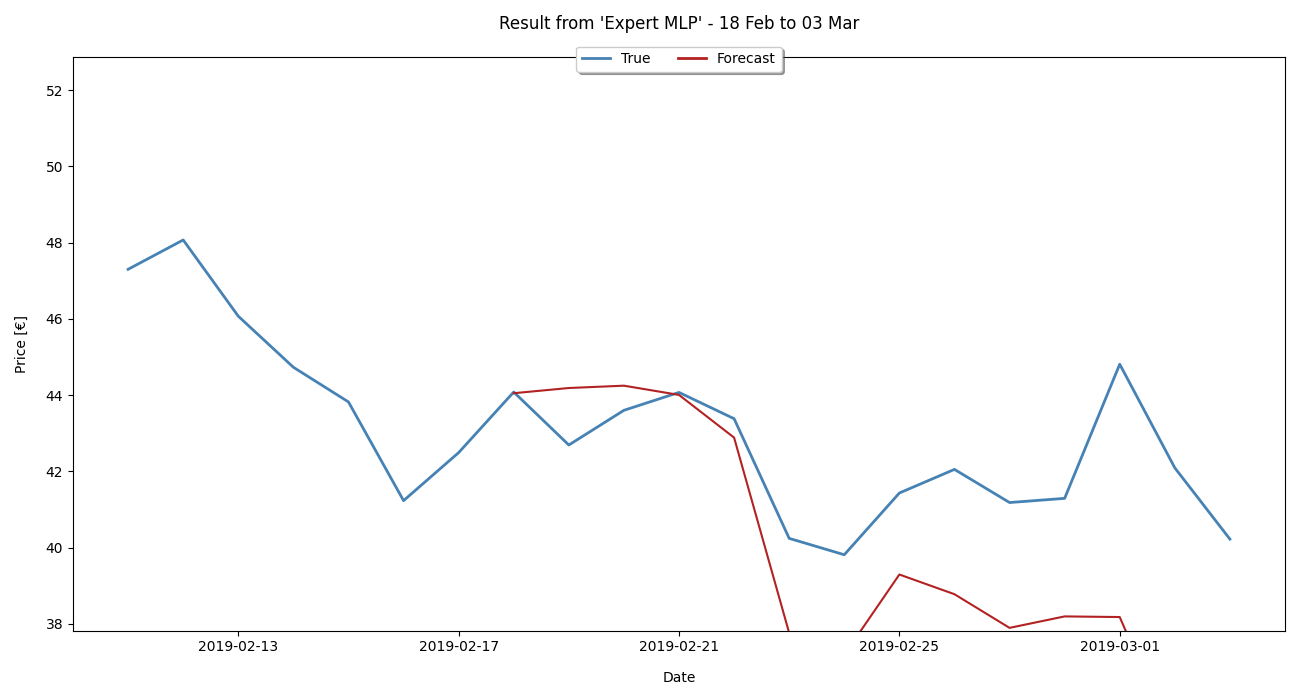 Result from 'Expert MLP' - 18 Feb to 03 Mar
True Forecast
52
50
48
46
44
42
40
38
Price [€]
2019-02-13 2019-02-17 2019-02-21 2019-02-25 2019-03-01
Date